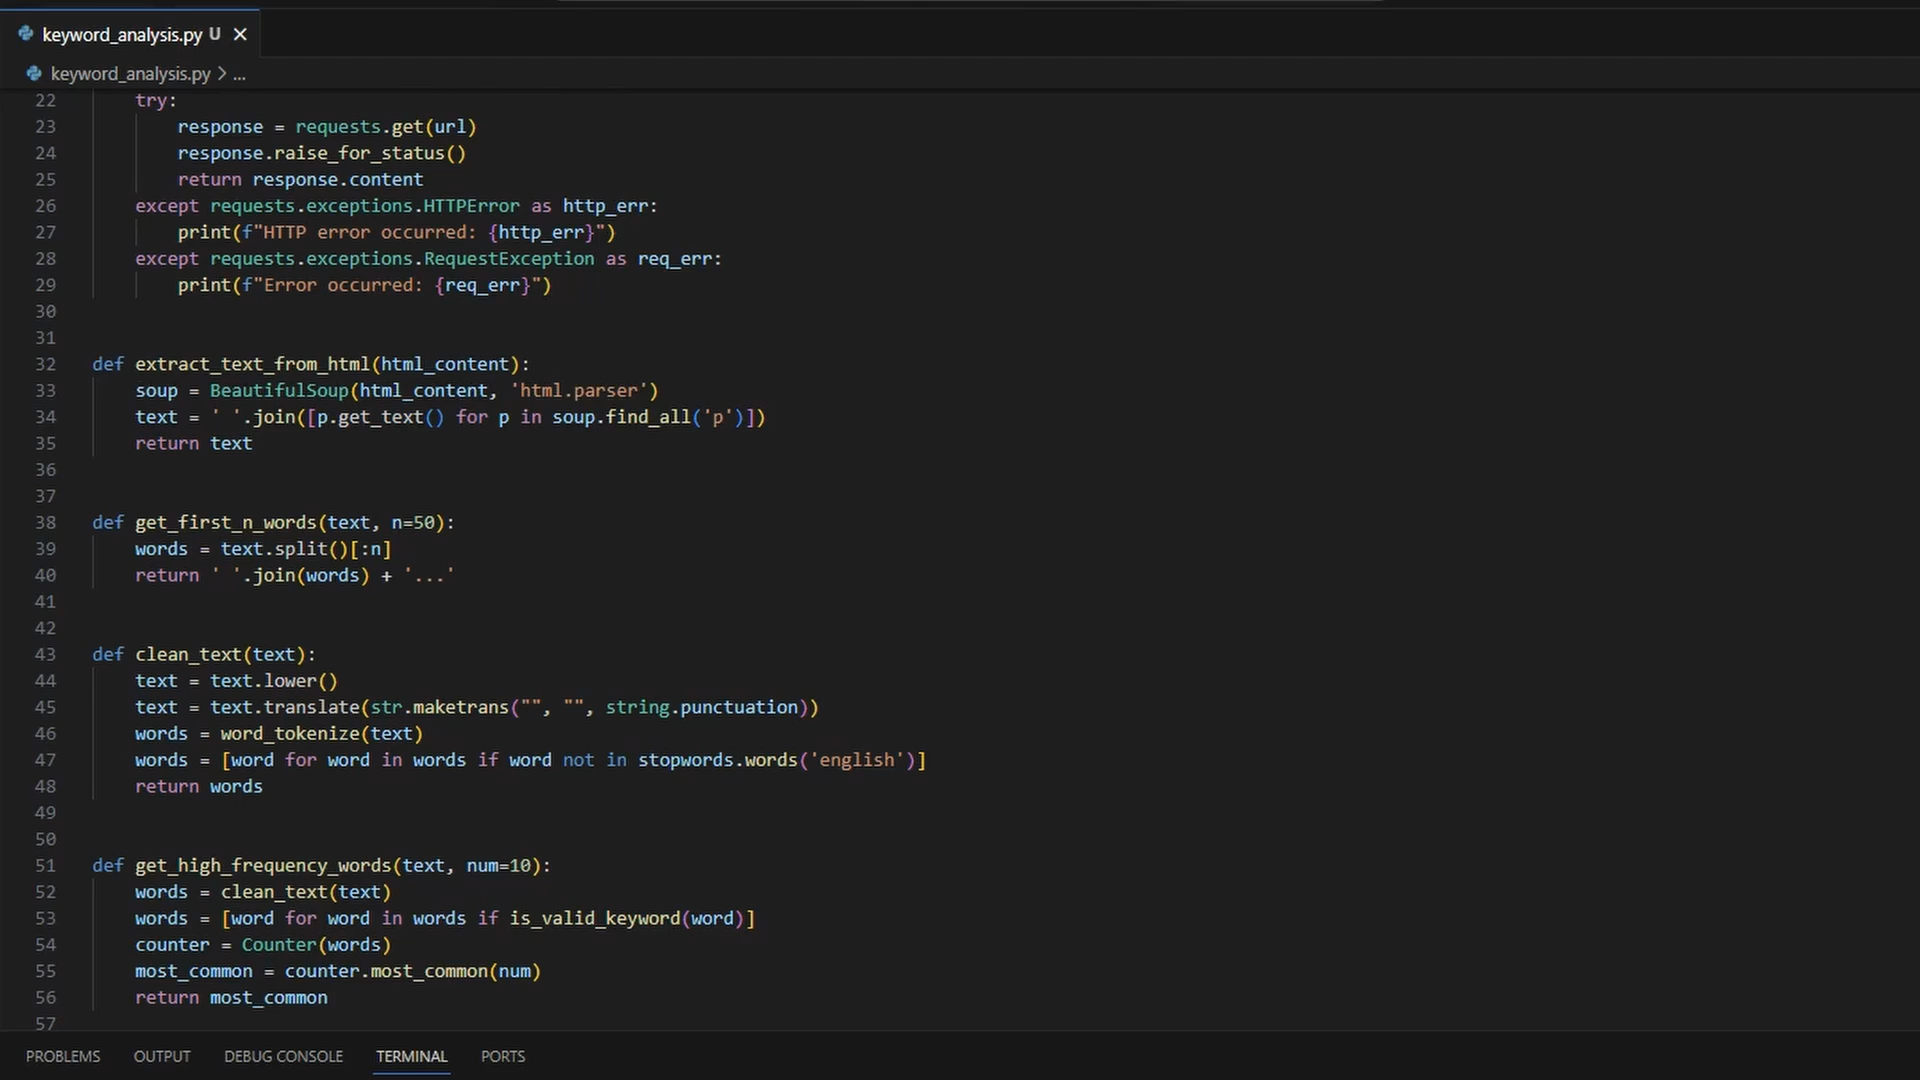 keyword_analysis.py U
keyword_analysis.py > ...
22     try:
23         response = requests.get(url)
24         response.raise_for_status()
25         return response.content
26     except requests.exceptions.HTTPError as http_err:
27         print(f"HTTP error occurred: {http_err}")
28     except requests.exceptions.RequestException as req_err:
29         print(f"Error occurred: {req_err}")
30
31
32 def extract_text_from_html(html_content):
33     soup = BeautifulSoup(html_content, 'html.parser')
34     text = ' '.join([p.get_text() for p in soup.find_all('p')])
35     return text
36
37
38 def get_first_n_words(text, n=50):
39     words = text.split()[:n]
40     return ' '.join(words) + '...'
41
42
43 def clean_text(text):
44     text = text.lower()
45     text = text.translate(str.maketrans("", "", string.punctuation))
46     words = word_tokenize(text)
47     words = [word for word in words if word not in stopwords.words('english')]
48     return words
49
50
51 def get_high_frequency_words(text, num=10):
52     words = clean_text(text)
53     words = [word for word in words if is_valid_keyword(word)]
54     counter = Counter(words)
55     most_common = counter.most_common(num)
56     return most_common
57
PROBLEMS OUTPUT DEBUG CONSOLE TERMINAL PORTS